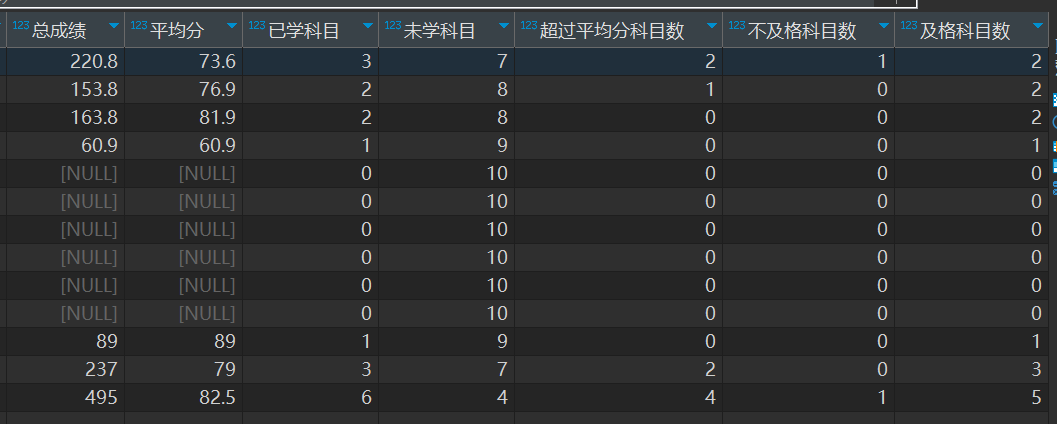 123 总成绩 123 平均分 123 已学科目 123 未学科目 123 超过平均分科目数 123 不及格科目数 123 及格科目数
220.8 73.6 3 7 2 1 2
153.8 76.9 2 8 1 0 2
163.8 81.9 2 8 0 0 2
60.9 60.9 1 9 0 0 1
[NULL] [NULL] 0 10 0 0 0
[NULL] [NULL] 0 10 0 0 0
[NULL] [NULL] 0 10 0 0 0
[NULL] [NULL] 0 10 0 0 0
[NULL] [NULL] 0 10 0 0 0
[NULL] [NULL] 0 10 0 0 0
89 89 1 9 0 0 1
237 79 3 7 2 0 3
495 82.5 6 4 4 1 5